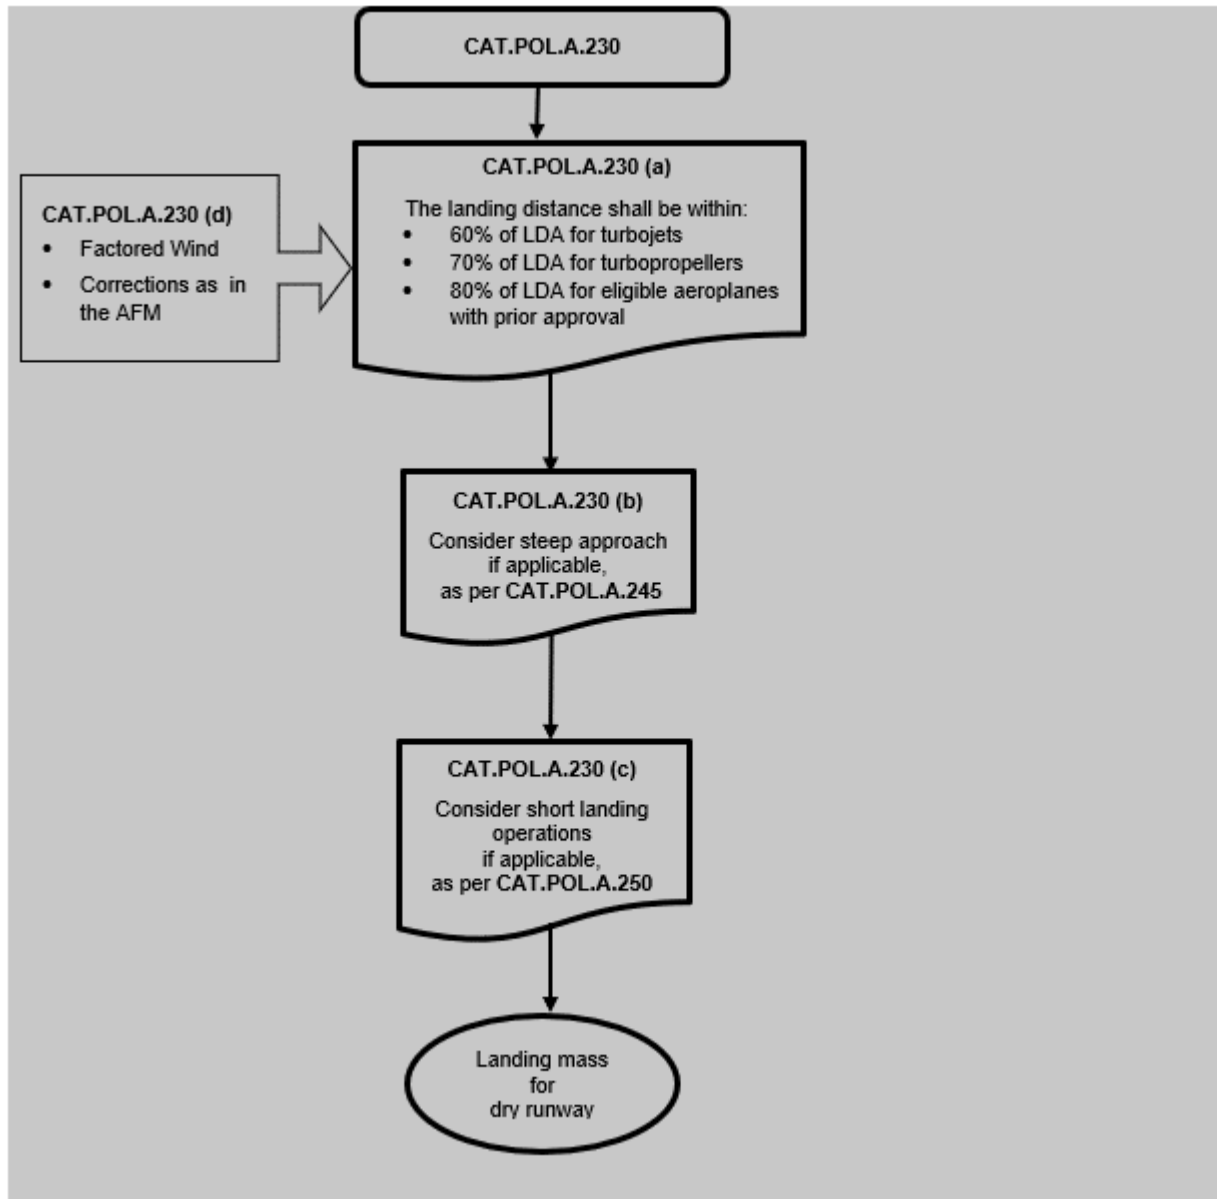 CAT.POL.A.230
CAT.POL.A.230 (a)
The landing distance shall be within:
• 60% of LDA for turbojets
• 70% of LDA for turbopropellers
• 80% of LDA for eligible aeroplanes
with prior approval
CAT.POL.A.230 (d)
• Factored Wind
• Corrections as in
the AFM
CAT.POL.A.230 (b)
Consider steep approach
if applicable,
as per CAT.POL.A.245
CAT.POL.A.230 (c)
Consider short landing
operations
if applicable,
as per CAT.POL.A.250
Landing mass
for
dry runway